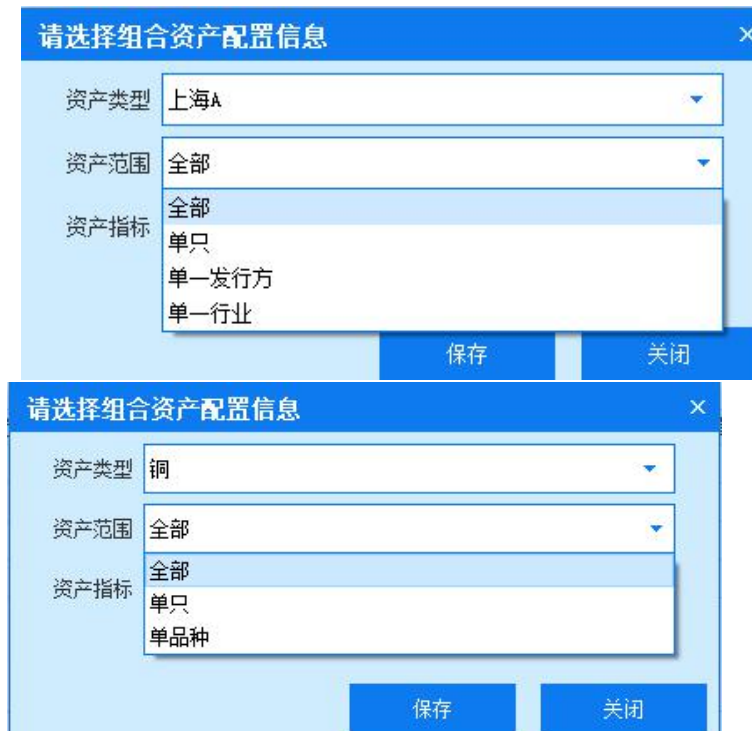 请选择组合资产配置信息 ×
资产类型 上海A
资产范围 全部
全部
资产指标
单只
单一发行方
单一行业
保存 关闭
请选择组合资产配置信息 ×
资产类型 铜
资产范围 全部
全部
资产指标
单只
单品种
保存 关闭